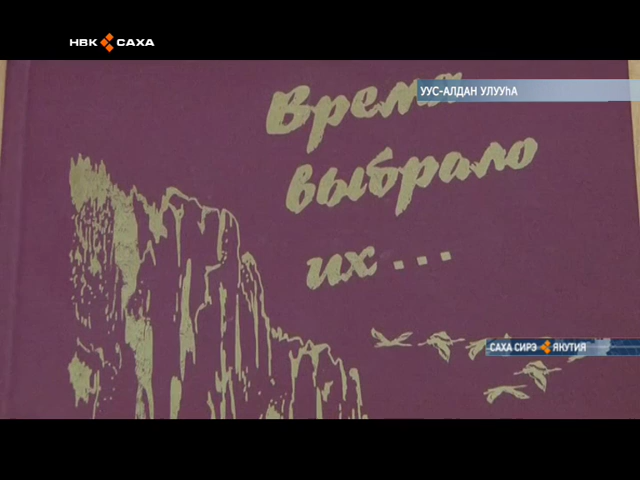 НВК САХА
УУС-АЛДАН УЛУУҺА
Время
выбрало
их...
САХА СИРЭ ЯКУТИЯ